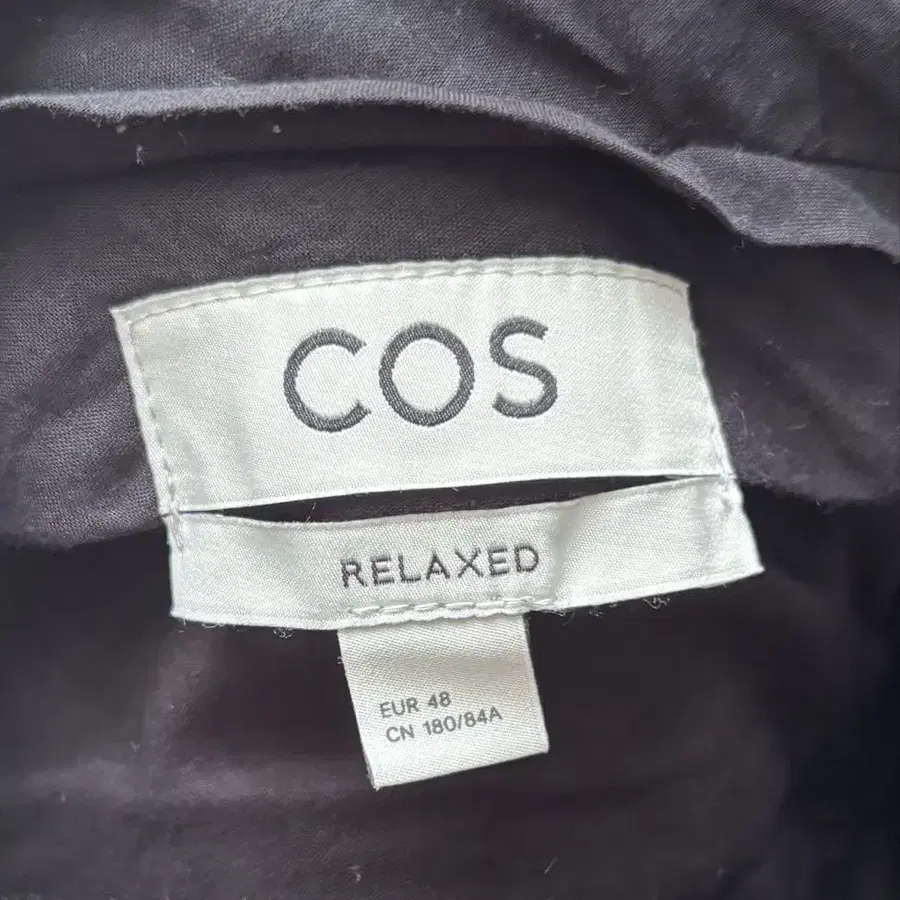 COS
RELAXED
EUR 48
CN 180/84A